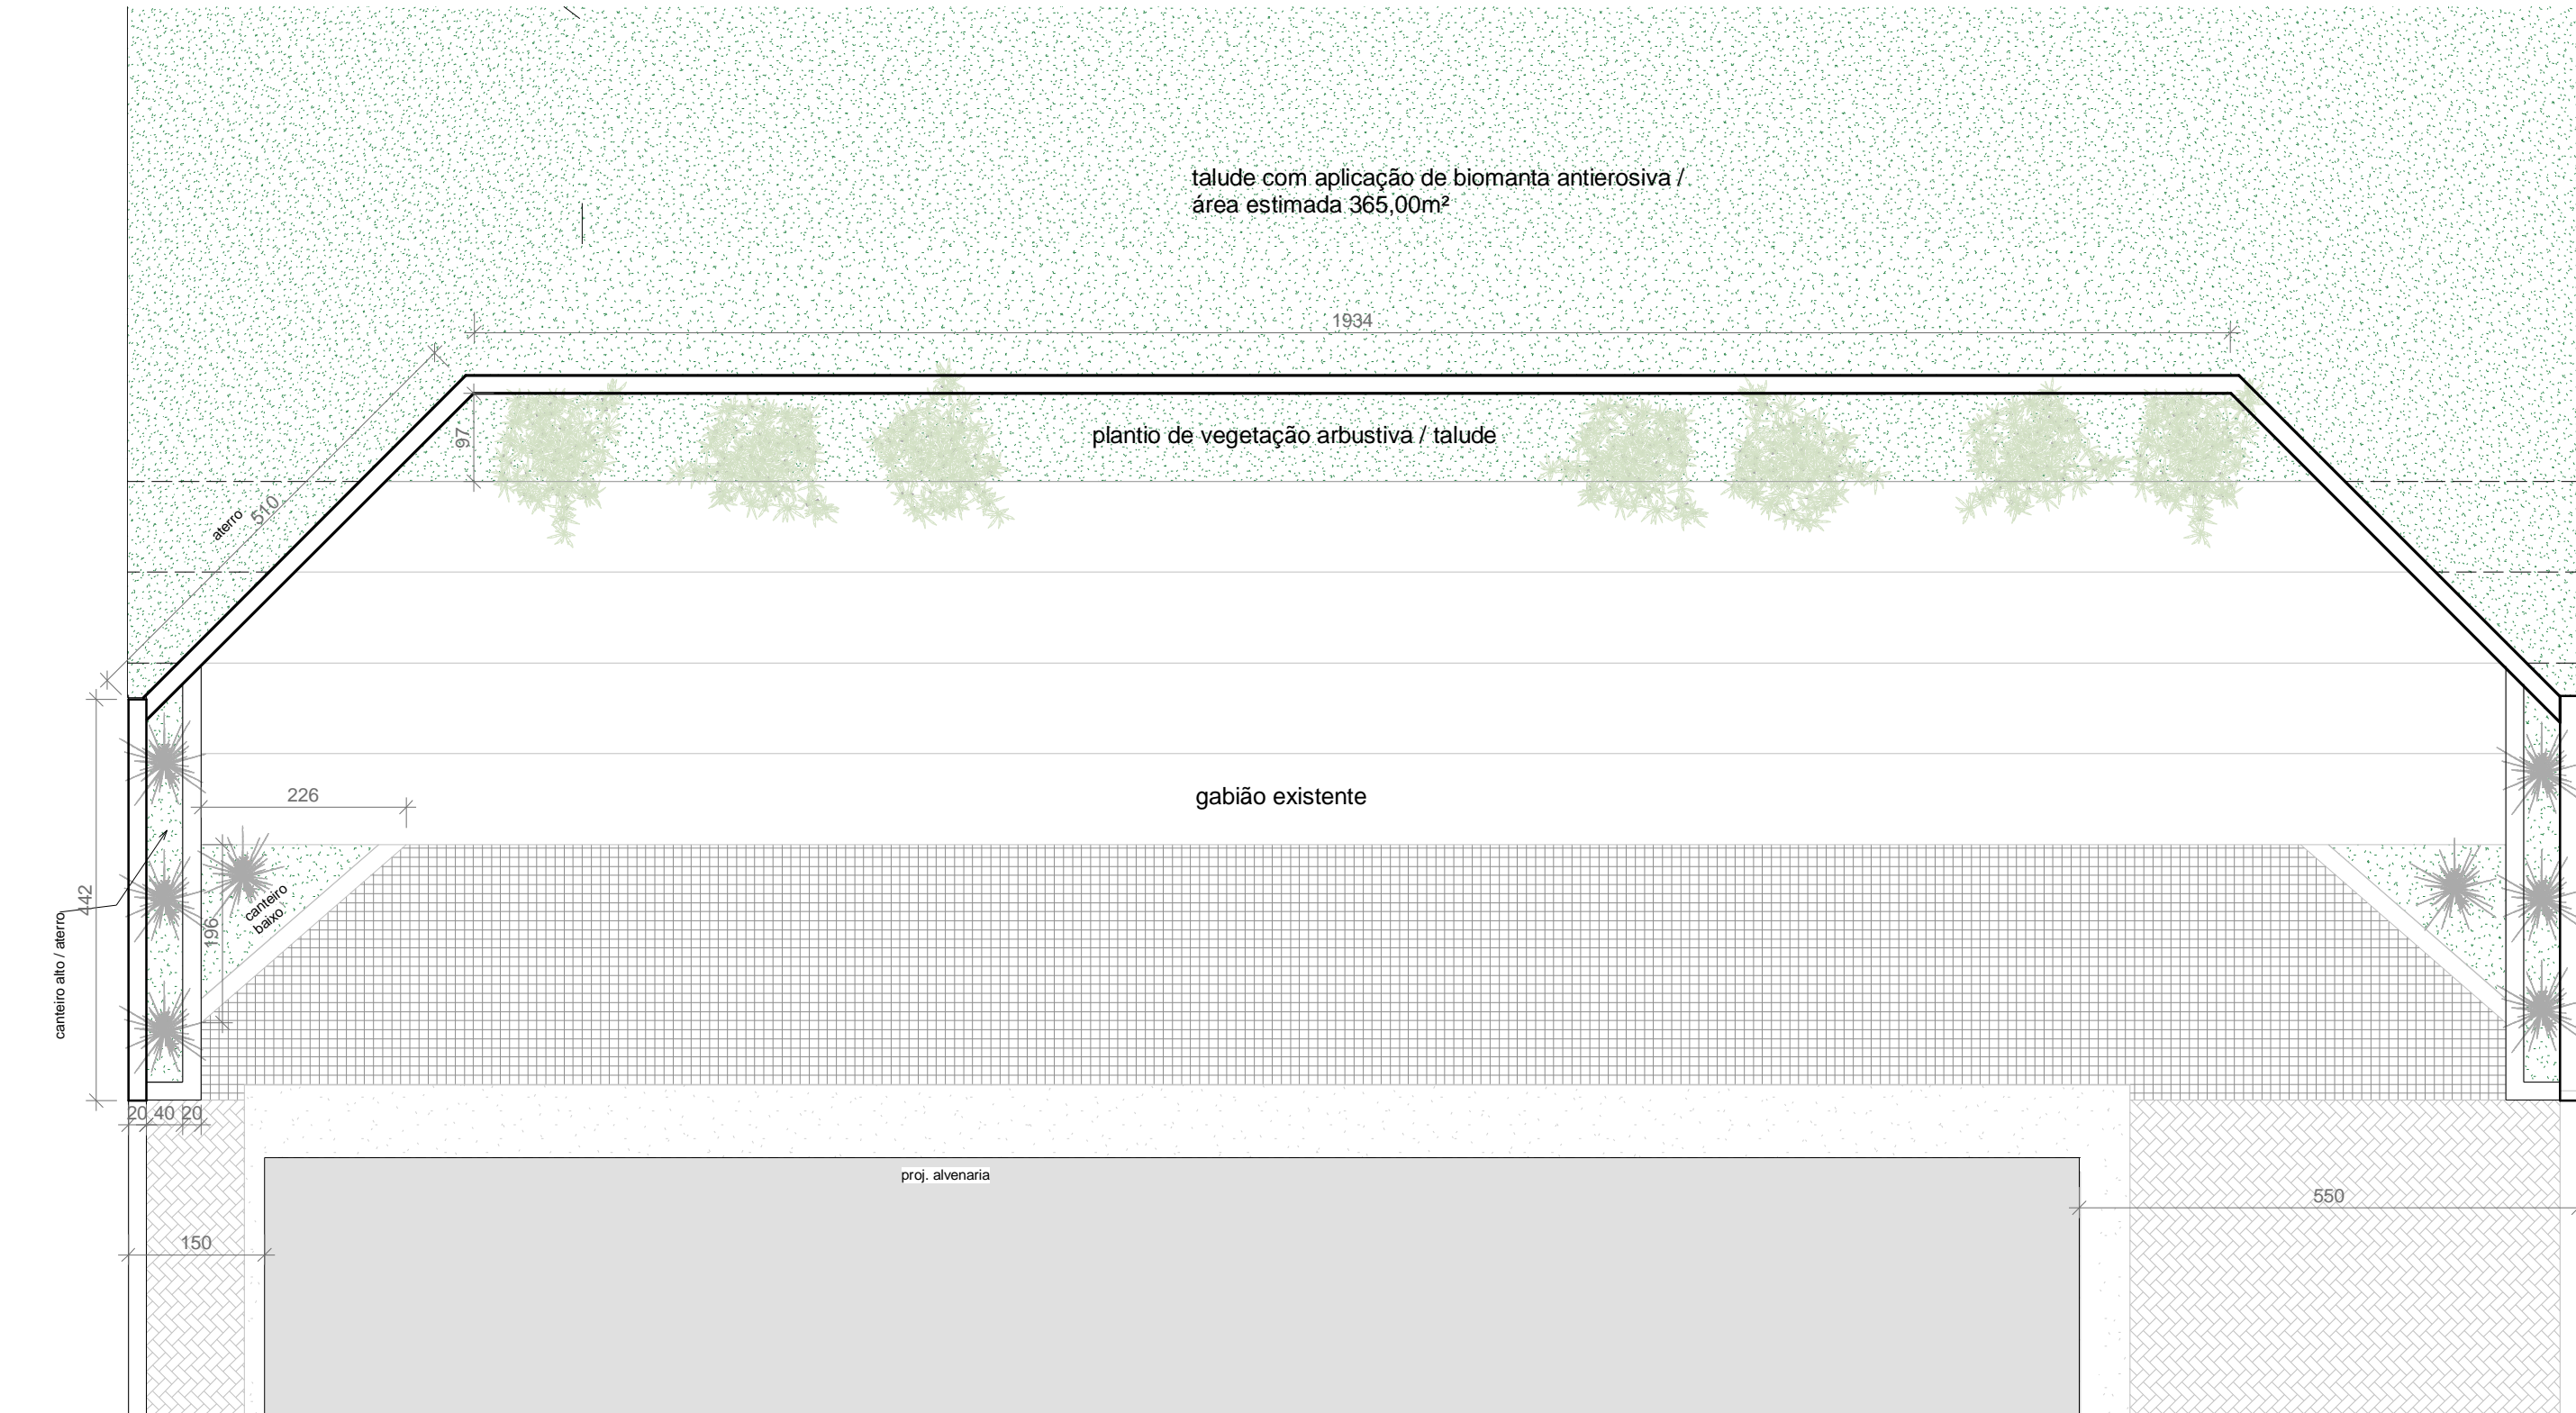 talude com aplicação de biomanta antierosiva /
área estimada 365,00m²
1934
97
plantio de vegetação arbustiva / talude
510
aterro
226
gabião existente
442
canteiro
baixo
196
canteiro alto / aterro
20 40 20
proj. alvenaria
550
150